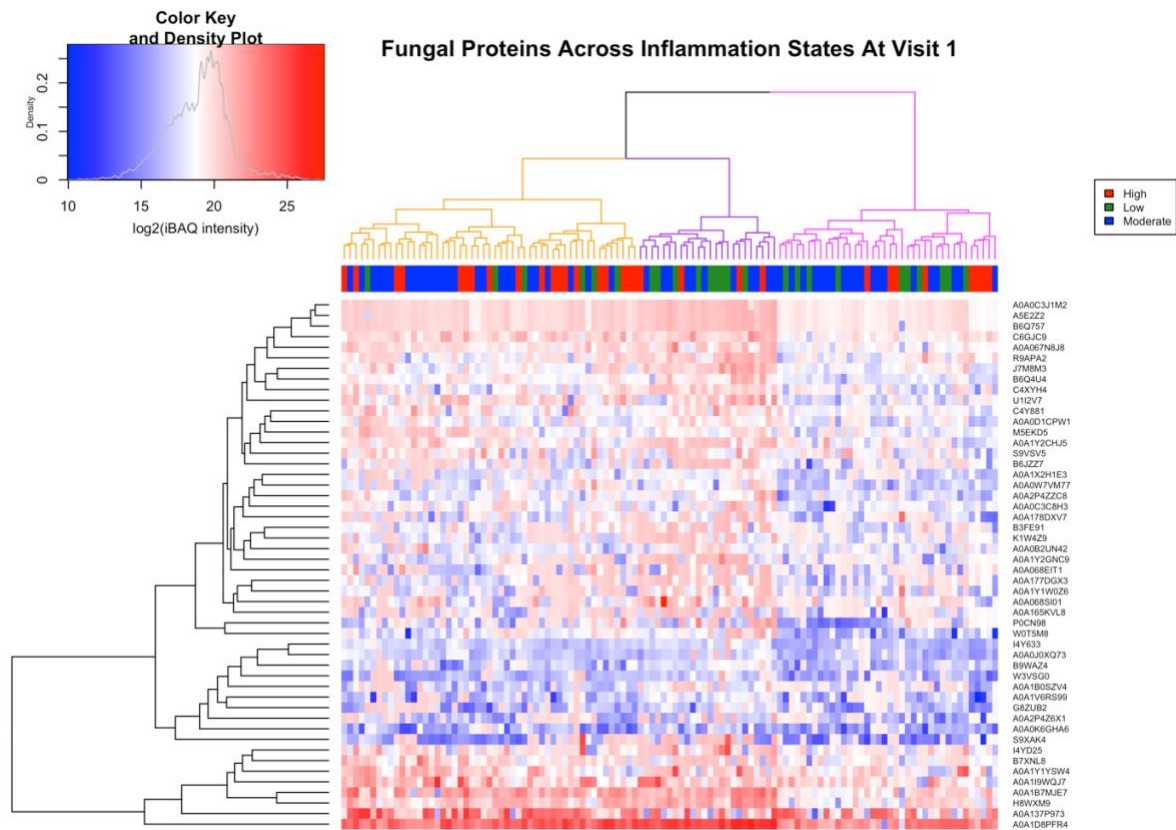 Color Key
and Density Plot
Fungal Proteins Across Inflammation States At Visit 1
Density
0
0.1
0.2
10
15
20
25
log2(iBAQ intensity)
High
Low
Moderate
A0A0C3J1M2
A5E2Z2
B6Q757
C6GJC9
A0A067N8J8
R9APA2
J7M8M3
B6Q4U4
C4XYH4
U1I2V7
C4Y881
A0A0D1CPW1
M5EKD5
A0A1Y2CHJ5
S9VSV5
B6JZZ7
A0A1X2H1E3
A0A0W7VM77
A0A2P4ZZC8
A0A0C3C8H3
A0A178DXV7
B3FE91
K1W4Z9
A0A0B2UN42
A0A1Y2GNC9
A0A068EIT1
A0A177DGX3
A0A1Y1W0Z6
A0A068SI01
A0A165KVL8
P0CN98
W0T5M8
I4Y633
A0A0J0XQ73
B9WAZ4
W3VSG0
A0A1B0SZV4
A0A1V6RS99
G8ZUB2
A0A2P4Z6X1
A0A0K6GHA6
S9XAK4
I4YD25
B7XNL8
A0A1Y1YSW4
A0A1I9WQJ7
A0A1B7MJE7
H8WXM9
A0A137P973
A0A1D8PFR4